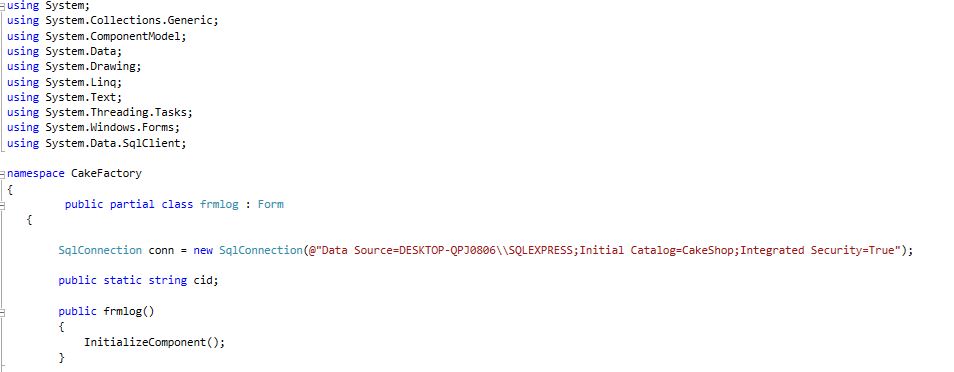 using System;
using System.Collections.Generic;
using System.ComponentModel;
using System.Data;
using System.Drawing;
using System.Linq;
using System.Text;
using System.Threading.Tasks;
using System.Windows.Forms;
using System.Data.SqlClient;
namespace CakeFactory
{
public partial class frmlog : Form
{
SqlConnection conn = new SqlConnection(@"Data Source=DESKTOP-QPJ0806\\SQLEXPRESS;Initial Catalog=CakeShop;Integrated Security=True");
public static string cid;
public frmlog()
{
InitializeComponent();
}